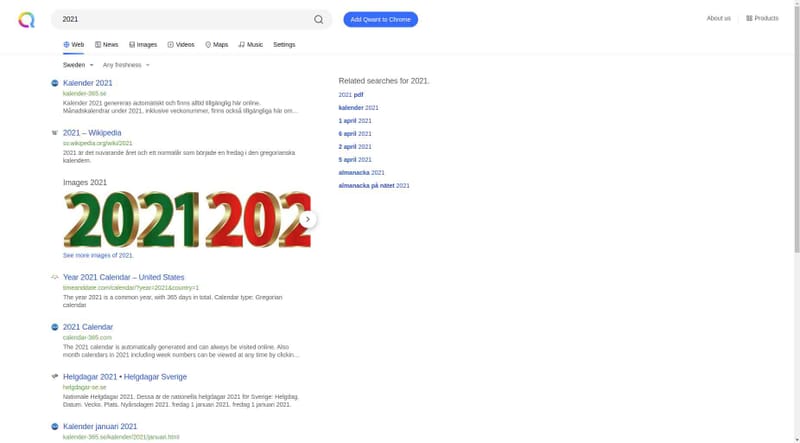 2021
Add Qwant to Chrome
About us
Products
Web
News
Images
Videos
Maps
Music
Settings
Sweden
Any freshness
Kalender 2021
kalender-365.se
Kalender 2021 genereras automatiskt och finns alltid tillgänglig här online.
Månadskalendrar under 2021, inklusive veckonummer, finns också tillgängliga här om…
2021 – Wikipedia
sv.wikipedia.org/wiki/2021
2021 är det nuvarande året och ett normalår som började en fredag i den gregorianska
kalendern.
Images 2021
2021 202
See more images of 2021.
Year 2021 Calendar – United States
timeanddate.com/calendar/?year=2021&country=1
The year 2021 is a common year, with 365 days in total. Calendar type: Gregorian
calendar
2021 Calendar
calendar-365.com
The 2021 calendar is automatically generated and can always be visited online. Also
month calendars in 2021 including week numbers can be viewed at any time by clickin…
Helgdagar 2021 • Helgdagar Sverige
helgdagar-se.se
Nationale Helgdagar 2021. Dessa är de nationella helgdagar 2021 för Sverige: Helgdag.
Datum. Vecka. Plats. Nyårsdagen 2021. fredag 1 januari 2021. fredag 1 januari 2021.
Kalender januari 2021
kalender-365.se/kalender/2021/januari.html
Related searches for 2021.
2021 pdf
kalender 2021
1 april 2021
6 april 2021
2 april 2021
5 april 2021
almanacka 2021
almanacka på nätet 2021